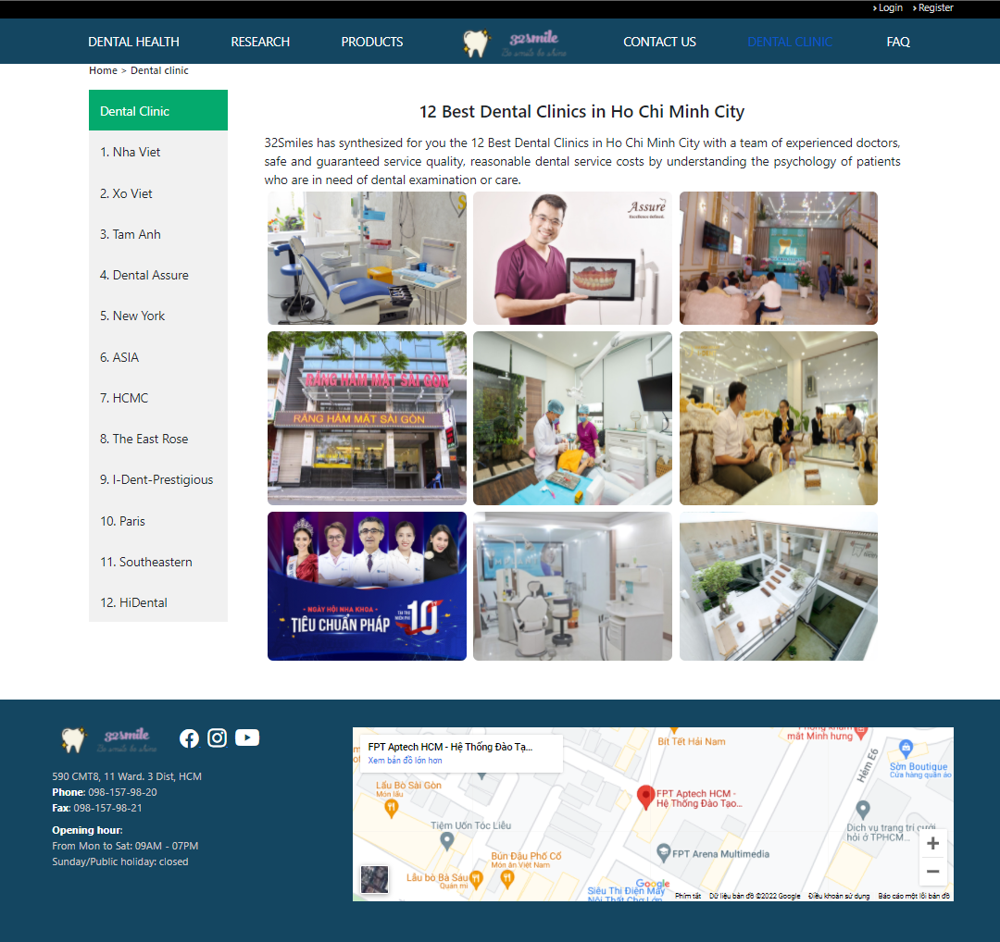 Login Register
DENTAL HEALTH RESEARCH PRODUCTS 32smile CONTACT US DENTAL CLINIC FAQ
Be smile be shine
Home > Dental clinic
Dental Clinic
1. Nha Viet
2. Xo Viet
3. Tam Anh
4. Dental Assure
5. New York
6. ASIA
7. HCMC
8. The East Rose
9. I-Dent-Prestigious
10. Paris
11. Southeastern
12. HiDental
12 Best Dental Clinics in Ho Chi Minh City
32Smiles has synthesized for you the 12 Best Dental Clinics in Ho Chi Minh City with a team of experienced doctors,
safe and guaranteed service quality, reasonable dental service costs by understanding the psychology of patients
who are in need of dental examination or care.
Assure
Excellence defined.
RĂNG HÀM MẶT SÀI GÒN
RĂNG HÀM MẶT SÀI GÒN
NGÀY HỘI NHA KHOA
TIÊU CHUẨN PHÁP
10
32smile
Be smile be shine
590 CMT8, 11 Ward. 3 Dist, HCM
Phone: 098-157-98-20
Fax: 098-157-98-21
Opening hour:
From Mon to Sat: 09AM - 07PM
Sunday/Public holiday: closed
FPT Aptech HCM - Hệ Thống Đào Tạ...
Xem bản đồ lớn hơn
Bít Tết Hải Nam
mắt Minh hưng
Hẻm E6
Sờn Boutique
Cửa hàng quần áo
Lẩu Bò Sài Gòn
Món lẩu
FPT Aptech HCM -
Hệ Thống Đào Tạo...
Tiệm Uốn Tóc Liễu
Dịch vụ trang trí cưới
hỏi ở TPHCM...
Bún Đậu Phố Cổ
Món ăn Việt Nam
FPT Arena Multimedia
Lẩu bò Bà Sáu
Quán mì
Siêu Thị Điện Máy
Nội Thất Chợ Lớn
Google
Phím tắt Dữ liệu bản đồ ©2022 Google Điều khoản sử dụng Báo cáo một lỗi bản đồ